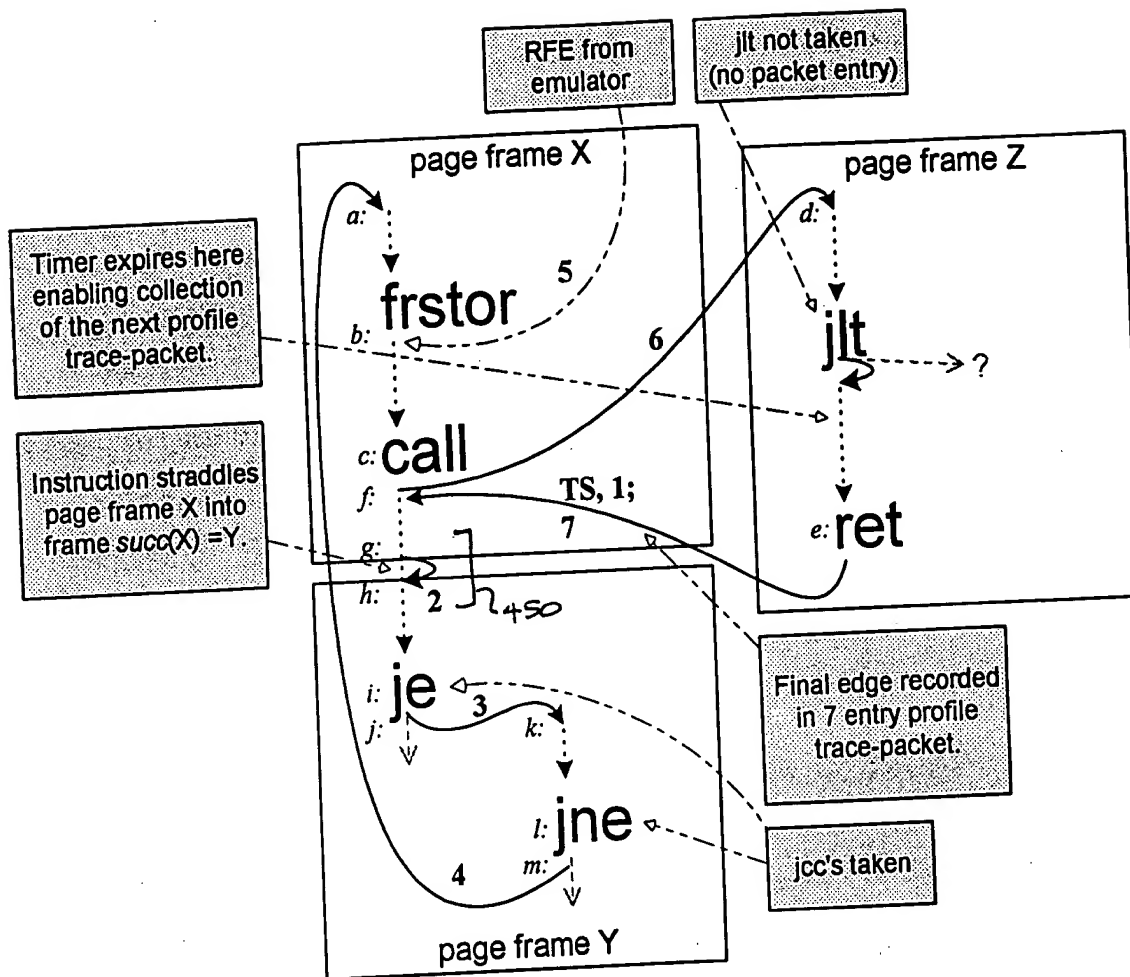 RFE from
emulator
jlt not taken
(no packet entry)
page frame X
page frame Z
a:
d:
Timer expires here
enabling collection
of the next profile
trace-packet.
frstor
5
b:
6
jlt
?
c: call
Instruction straddles
page frame X into
frame succ(X) =Y.
f:
TS, 1;
7
e: ret
g:
h:
2
450
i: je
3
j:
k:
Final edge recorded
in 7 entry profile
trace-packet.
l: jne
m:
4
jcc's taken
page frame Y